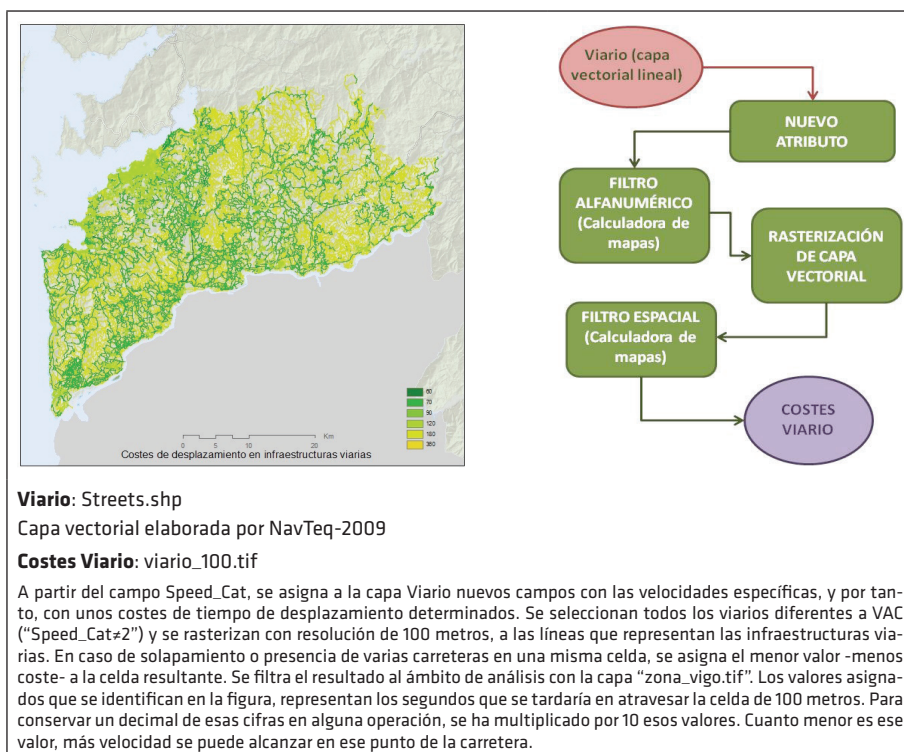 60
70
90
120
180
360
Km
0 5 10 20
Costes de desplazamiento en infraestructuras viarias
Viario (capa
vectorial lineal)
NUEVO
ATRIBUTO
FILTRO
ALFANUMÉRICO
(Calculadora de
mapas)
RASTERIZACIÓN
DE CAPA
VECTORIAL
FILTRO ESPACIAL
(Calculadora de
mapas)
COSTES
VIARIO
Viario: Streets.shp
Capa vectorial elaborada por NavTeq-2009
Costes Viario: viario_100.tif
A partir del campo Speed_Cat, se asigna a la capa Viario nuevos campos con las velocidades específicas, y por tan-
to, con unos costes de tiempo de desplazamiento determinados. Se seleccionan todos los viarios diferentes a VAC
("Speed_Cat≠2") y se rasterizan con resolución de 100 metros, a las líneas que representan las infraestructuras via-
rias. En caso de solapamiento o presencia de varias carreteras en una misma celda, se asigna el menor valor -menos
coste- a la celda resultante. Se filtra el resultado al ámbito de análisis con la capa "zona_vigo.tif". Los valores asigna-
dos que se identifican en la figura, representan los segundos que se tardaría en atravesar la celda de 100 metros. Para
conservar un decimal de esas cifras en alguna operación, se ha multiplicado por 10 esos valores. Cuanto menor es ese
valor, más velocidad se puede alcanzar en ese punto de la carretera.